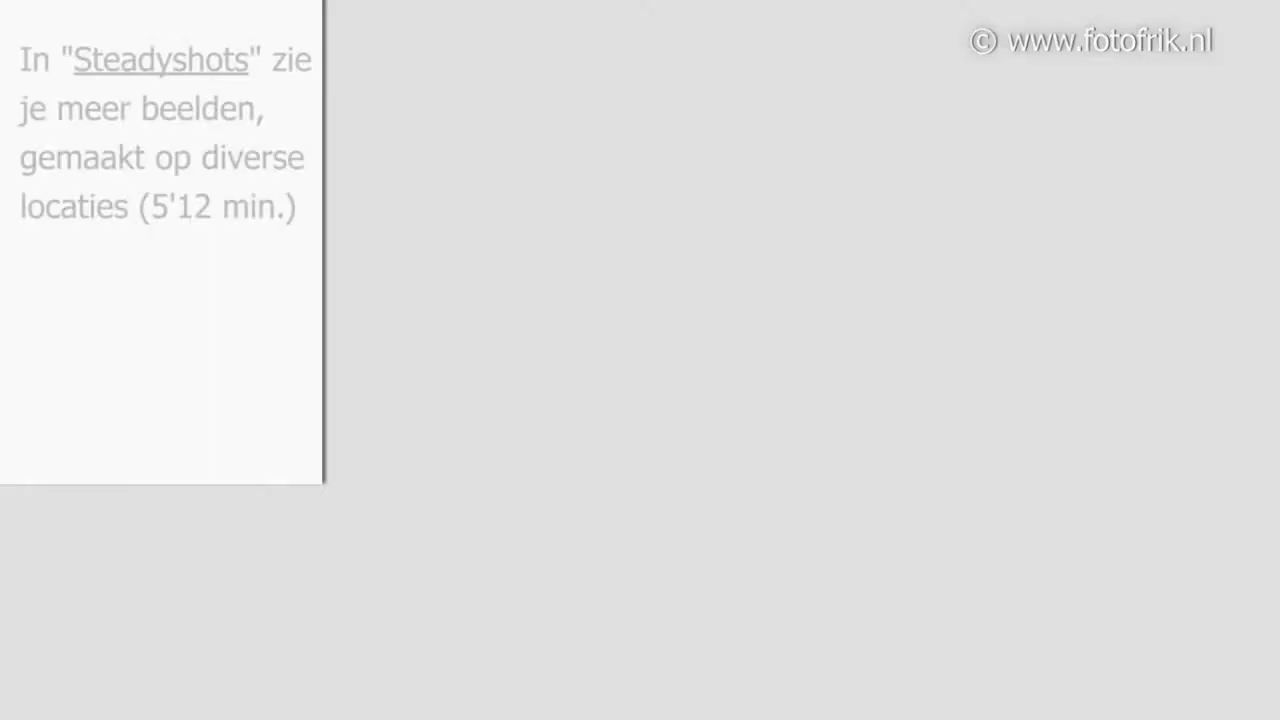 © www.fotofrik.nl
In "Steadyshots" zie
je meer beelden,
gemaakt op diverse
locaties (5'12 min.)